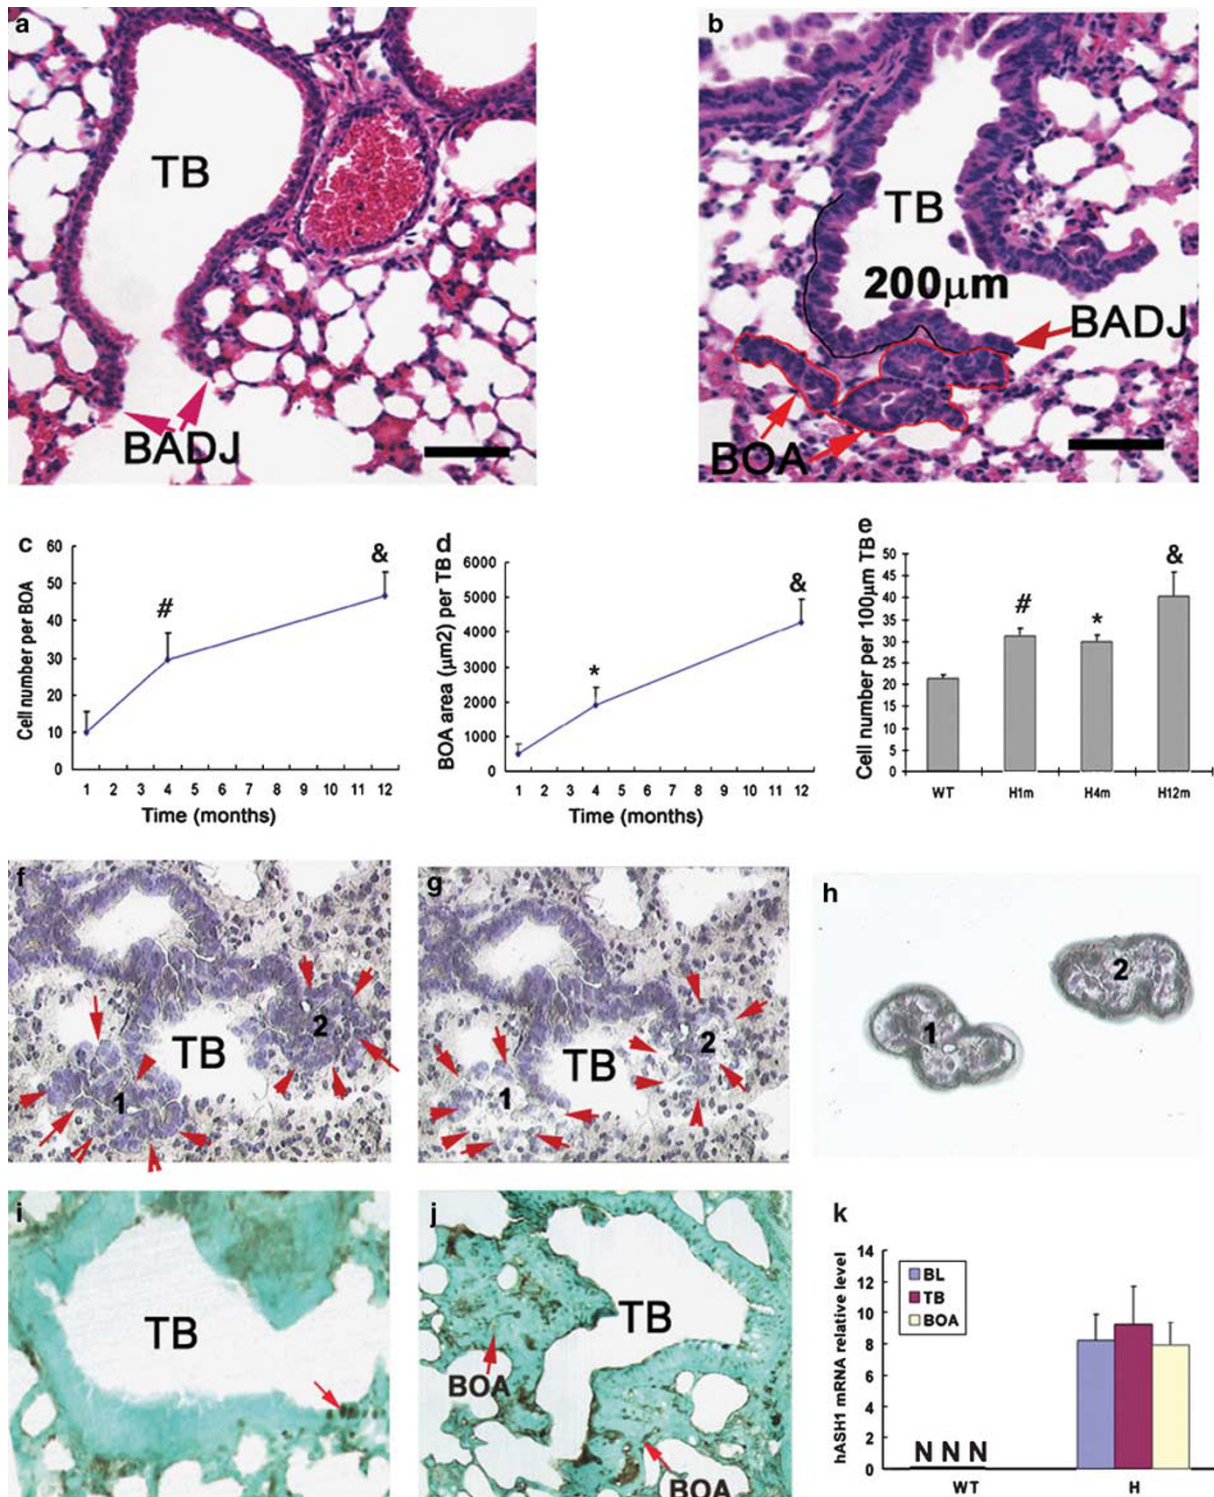 a
TB
BADJ
b
TB
200μm
BADJ
BOA
c
Cell number per BOA
60
50
40
30
20
10
0
#
&
1 2 3 4 5 6 7 8 9 10 11 12
Time (months)
d
BOA area (μm2) per TB
6000
5000
4000
3000
2000
1000
0
*
&
1 2 3 4 5 6 7 8 9 10 11 12
Time (months)
e
Cell number per 100μm TB
50
45
40
35
30
25
20
15
10
5
0
#
*
&
WT H1m H4m H12m
f
TB
1
2
g
TB
1
2
h
1
2
i
TB
j
TB
BOA
BOA
k
hASH1 mRNA relative level
14
12
10
8
6
4
2
0
BL
TB
BOA
N N N
WT H